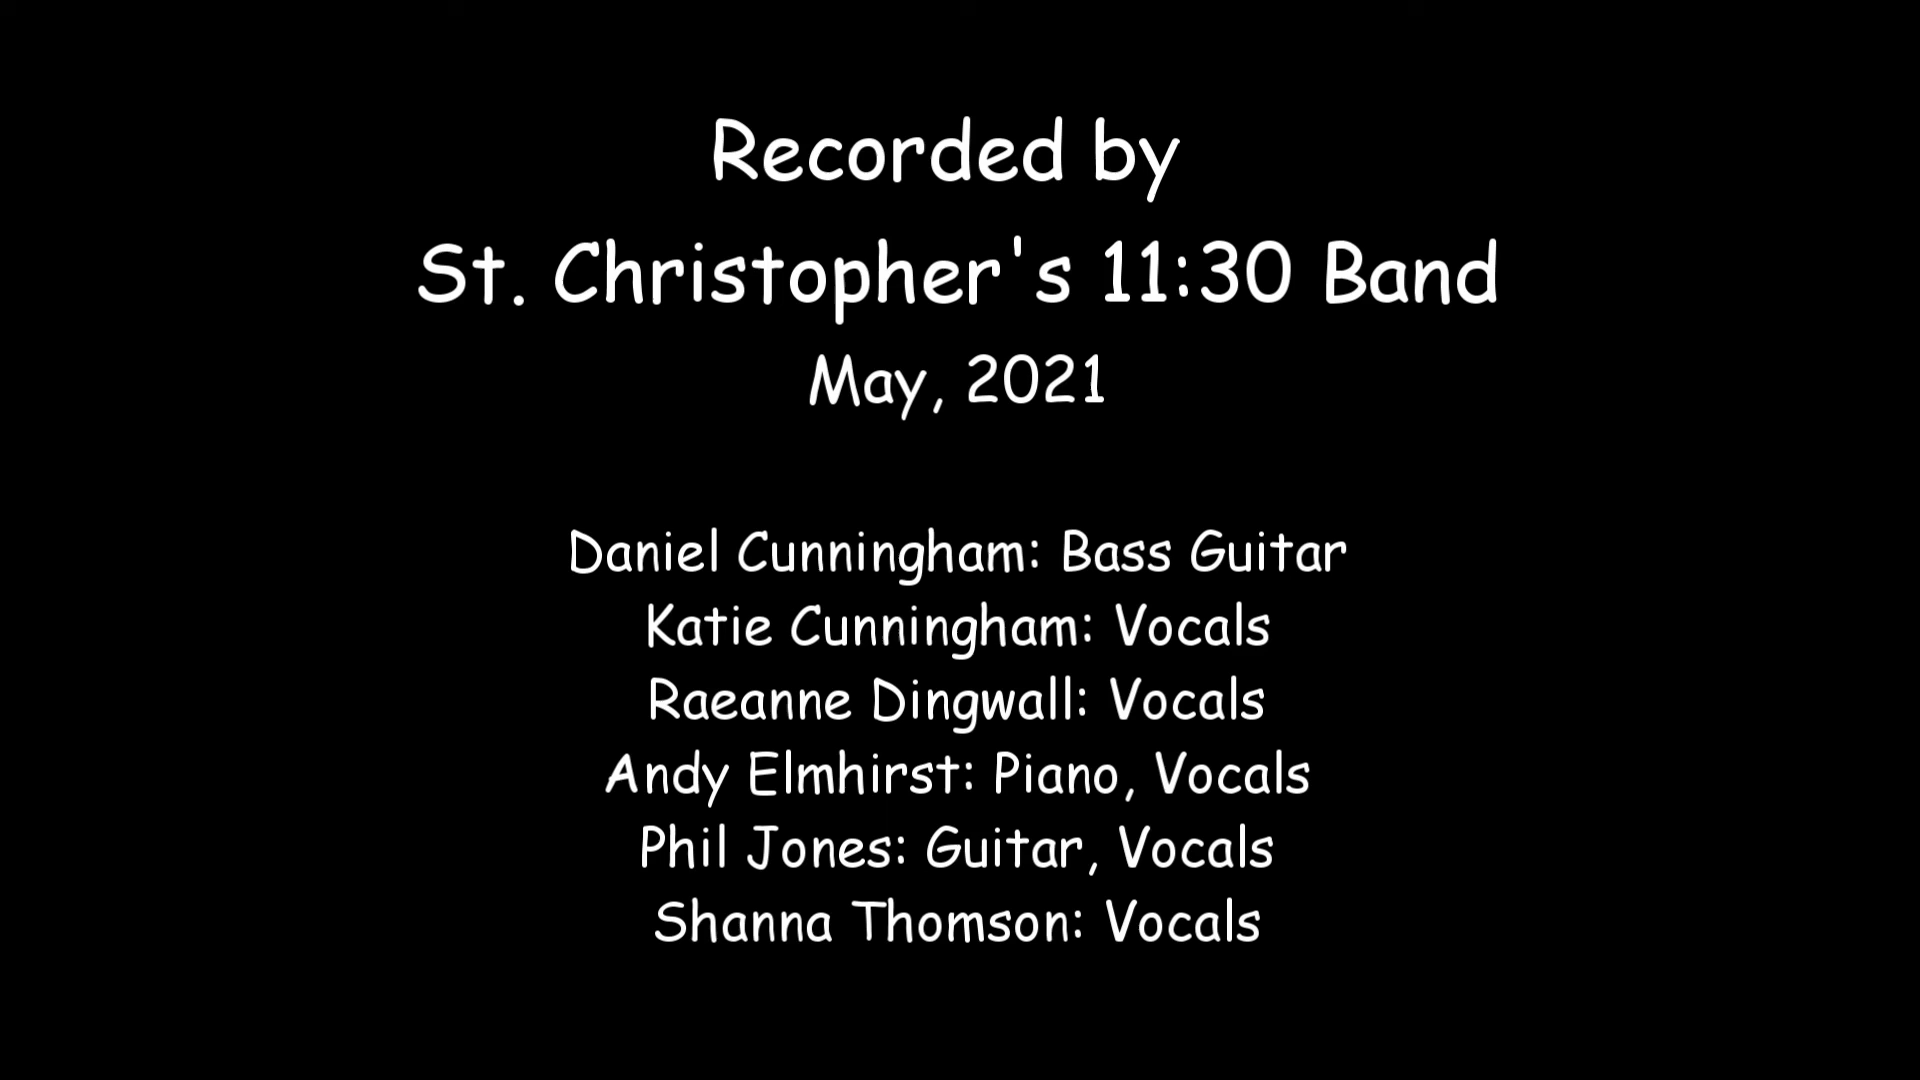 Recorded by
St. Christopher's 11:30 Band
May, 2021
Daniel Cunningham: Bass Guitar
Katie Cunningham: Vocals
Raeanne Dingwall: Vocals
Andy Elmhirst: Piano, Vocals
Phil Jones: Guitar, Vocals
Shanna Thomson: Vocals